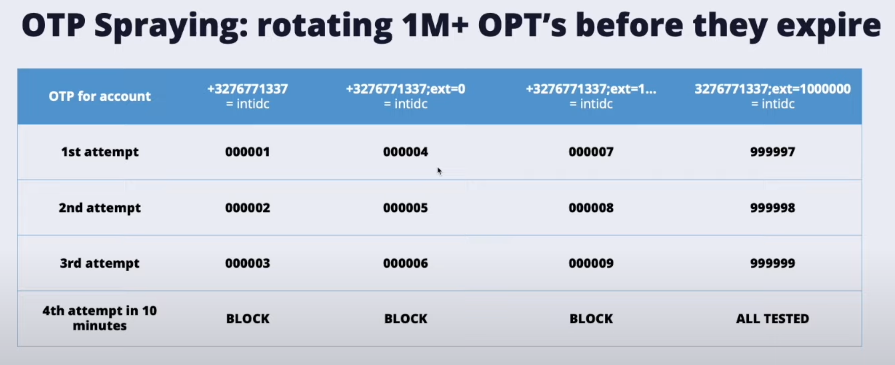 OTP Spraying: rotating 1M+ OPT's before they expire
OTP for account +3276771337 +3276771337;ext=0 +3276771337;ext=1... 3276771337;ext=1000000
= intidc = intidc = intidc = intidc
1st attempt 000001 000004 000007 999997
2nd attempt 000002 000005 000008 999998
3rd attempt 000003 000006 000009 999999
4th attempt in 10
minutes BLOCK BLOCK BLOCK ALL TESTED